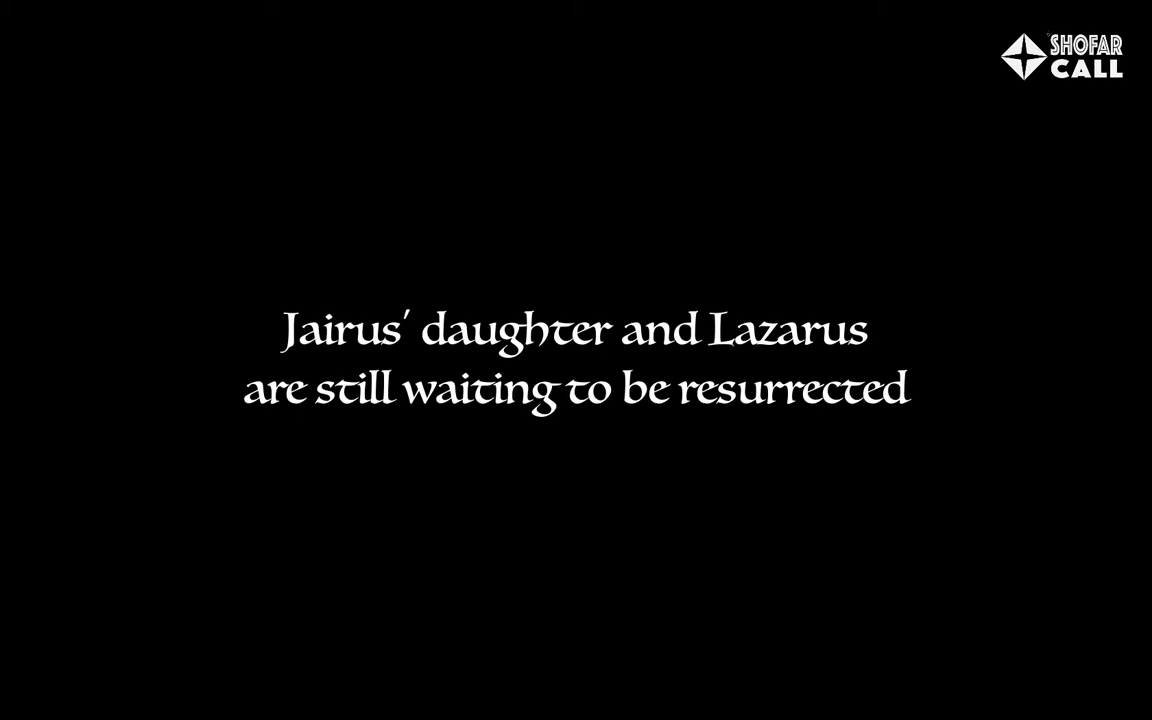 SHOFAR
CALL
Jairus' daughter and Lazarus
are still waiting to be resurrected